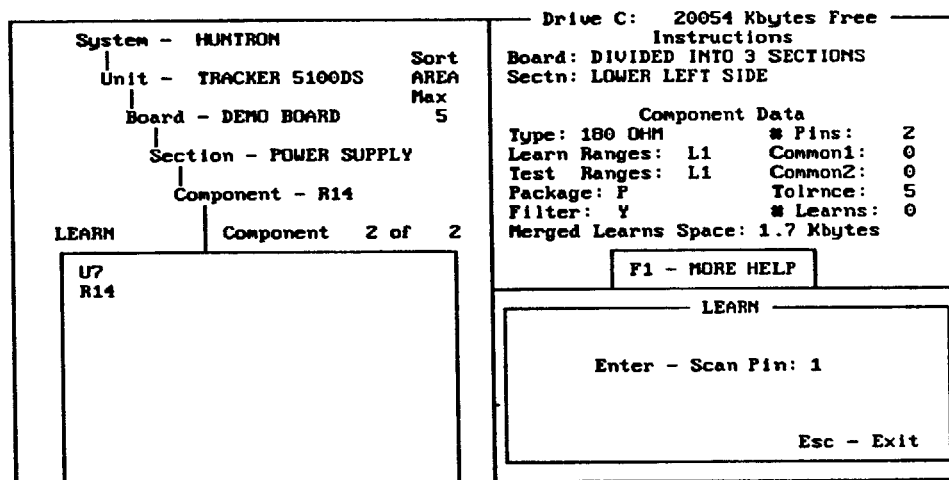 System - HUNTRON
Sort
Unit - TRACKER 5100DS AREA
Max
Board - DEMO BOARD 5
Section - POWER SUPPLY
Component - R14
LEARN Component 2 of 2
U7
R14
Drive C: 20054 Kbytes Free
Instructions
Board: DIVIDED INTO 3 SECTIONS
Sectn: LOWER LEFT SIDE
Component Data
Type: 180 OHM # Pins: 2
Learn Ranges: L1 Common1: 0
Test Ranges: L1 Common2: 0
Package: P Tolrnce: 5
Filter: Y # Learns: 0
Merged Learns Space: 1.7 Kbytes
F1 - MORE HELP
LEARN
Enter - Scan Pin: 1
Esc - Exit